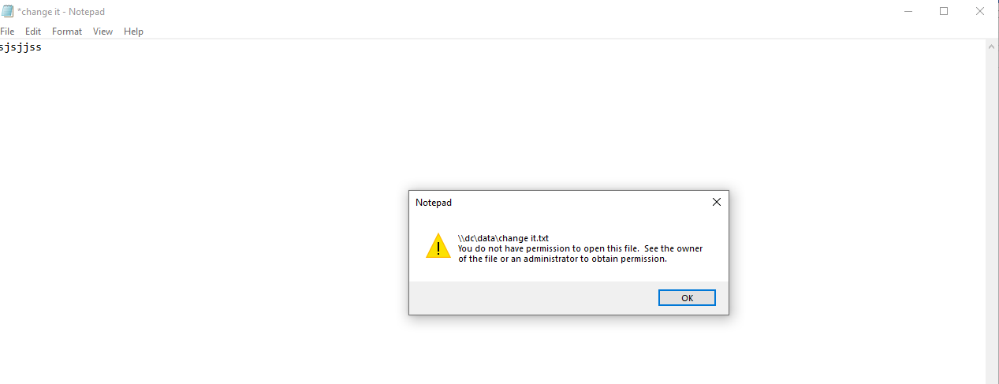 *change it - Notepad
File Edit Format View Help
sjsjjss
Notepad
\\dc\data\change it.txt
You do not have permission to open this file.  See the owner
of the file or an administrator to obtain permission.
OK